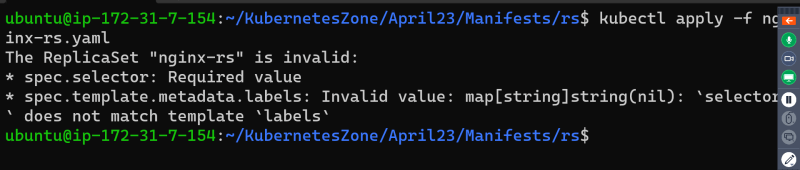 ubuntu@ip-172-31-7-154:~/KubernetesZone/April23/Manifests/rs$ kubectl apply -f ng
inx-rs.yaml
The ReplicaSet "nginx-rs" is invalid:
* spec.selector: Required value
* spec.template.metadata.labels: Invalid value: map[string]string(nil): `selector
` does not match template `labels`
ubuntu@ip-172-31-7-154:~/KubernetesZone/April23/Manifests/rs$